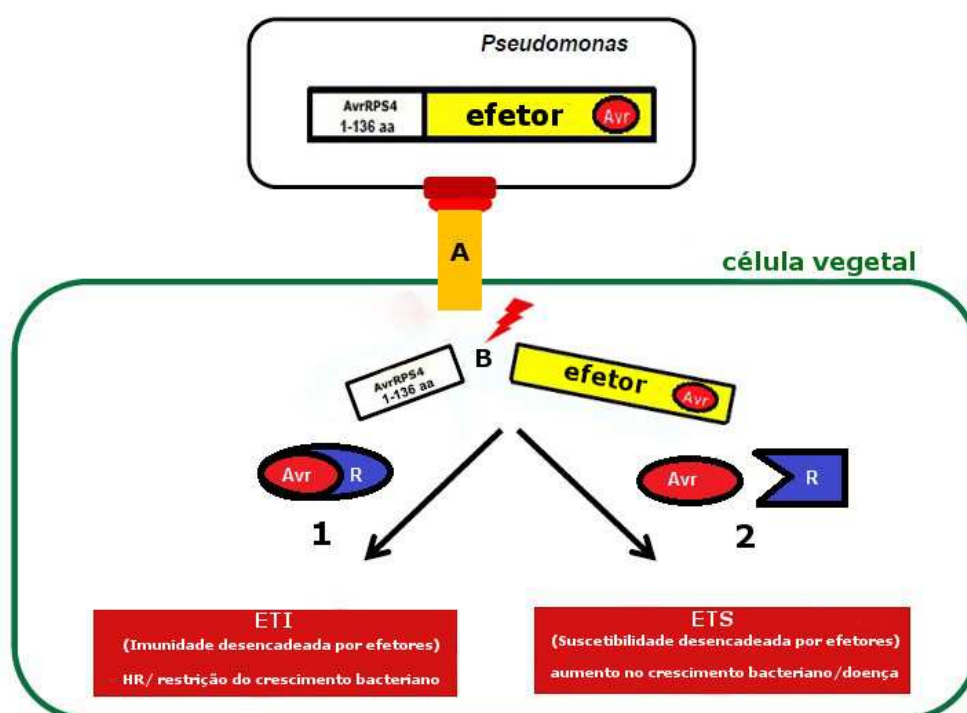 Pseudomonas
AvrRPS4
1-136 aa
efetor
Avr
A
célula vegetal
B
AvrRPS4
1-136 aa
efetor
Avr
Avr
R
1
Avr
R
2
ETI
(Imunidade desencadeada por efetores)
HR/ restrição do crescimento bacteriano
ETS
(Suscetibilidade desencadeada por efetores)
aumento no crescimento bacteriano/doença